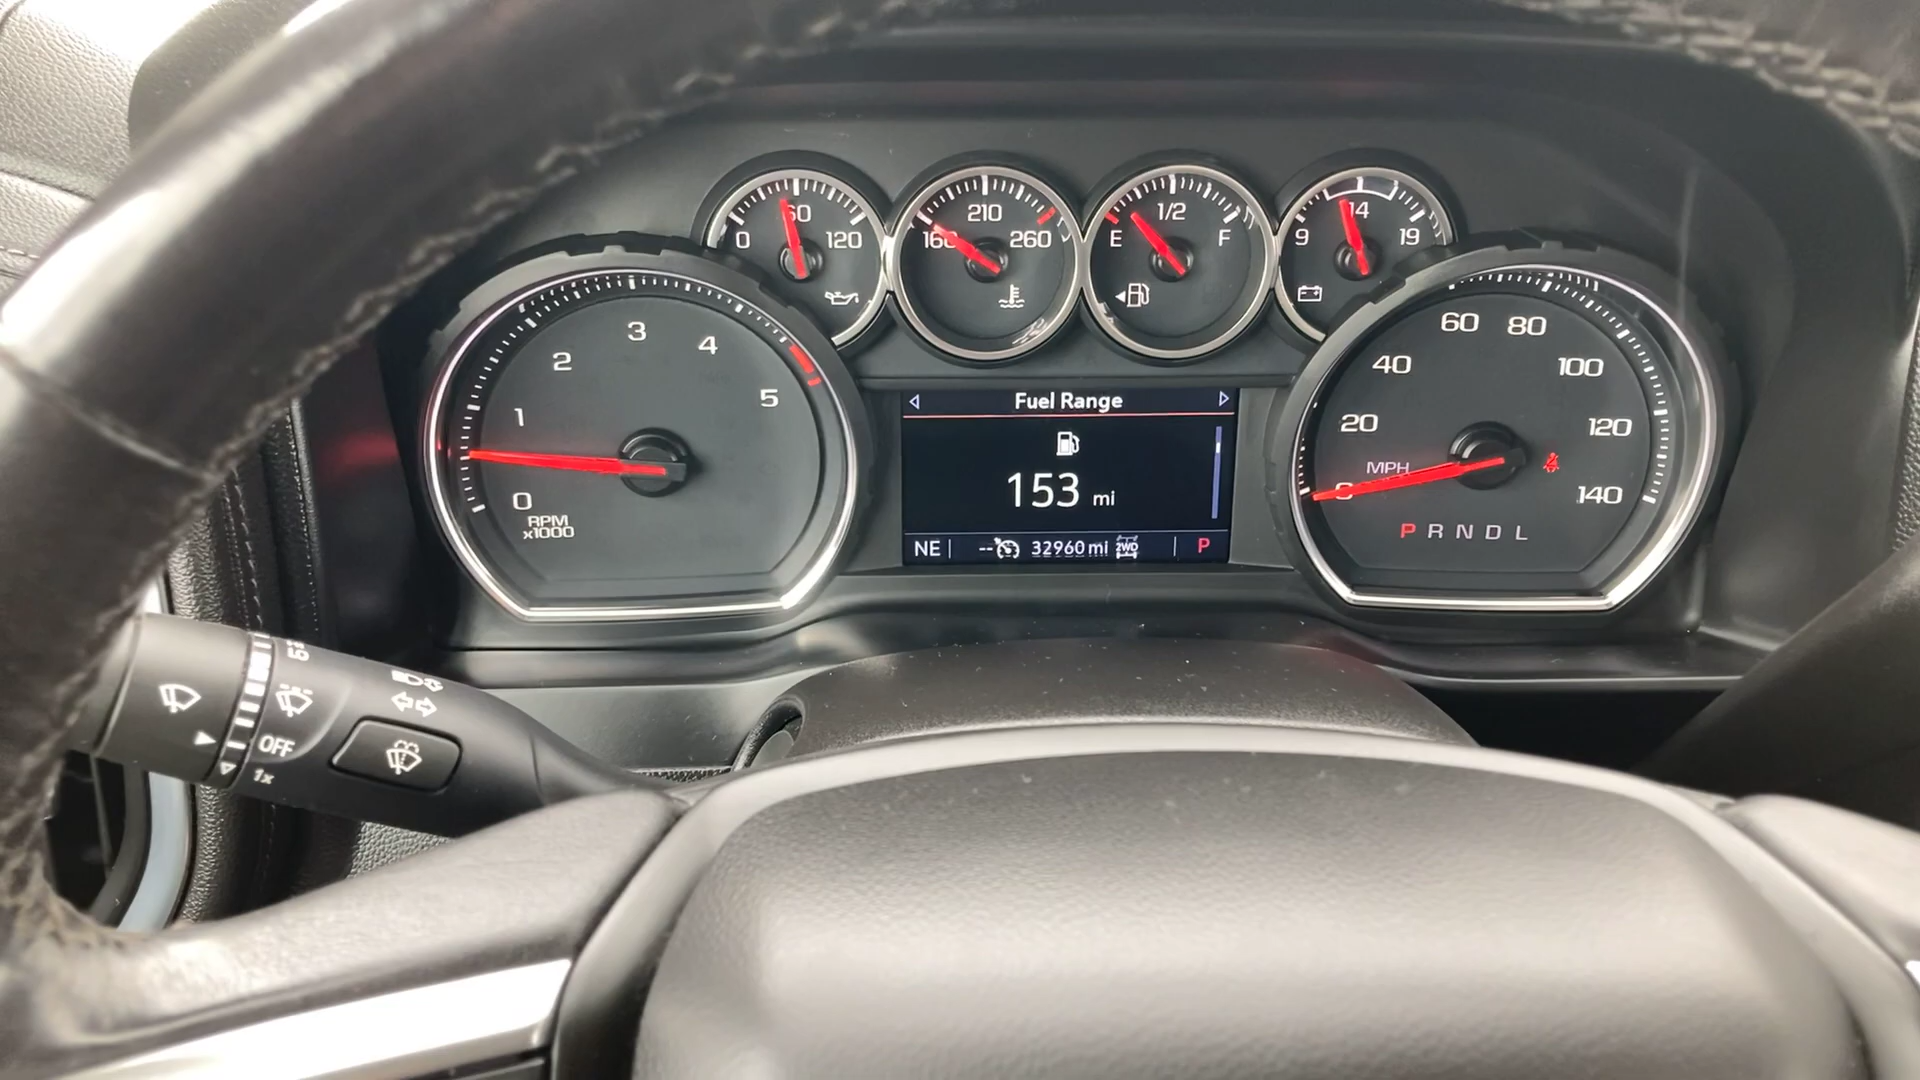 60
0 120
210
160 260
1/2
E F
14
9 19
3
2 4
1 5
0
RPM
x1000
Fuel Range
153 mi
NE -- 32960 mi 2WD P
60 80
40 100
20 120
MPH
0 140
P R N D L
OFF
1x